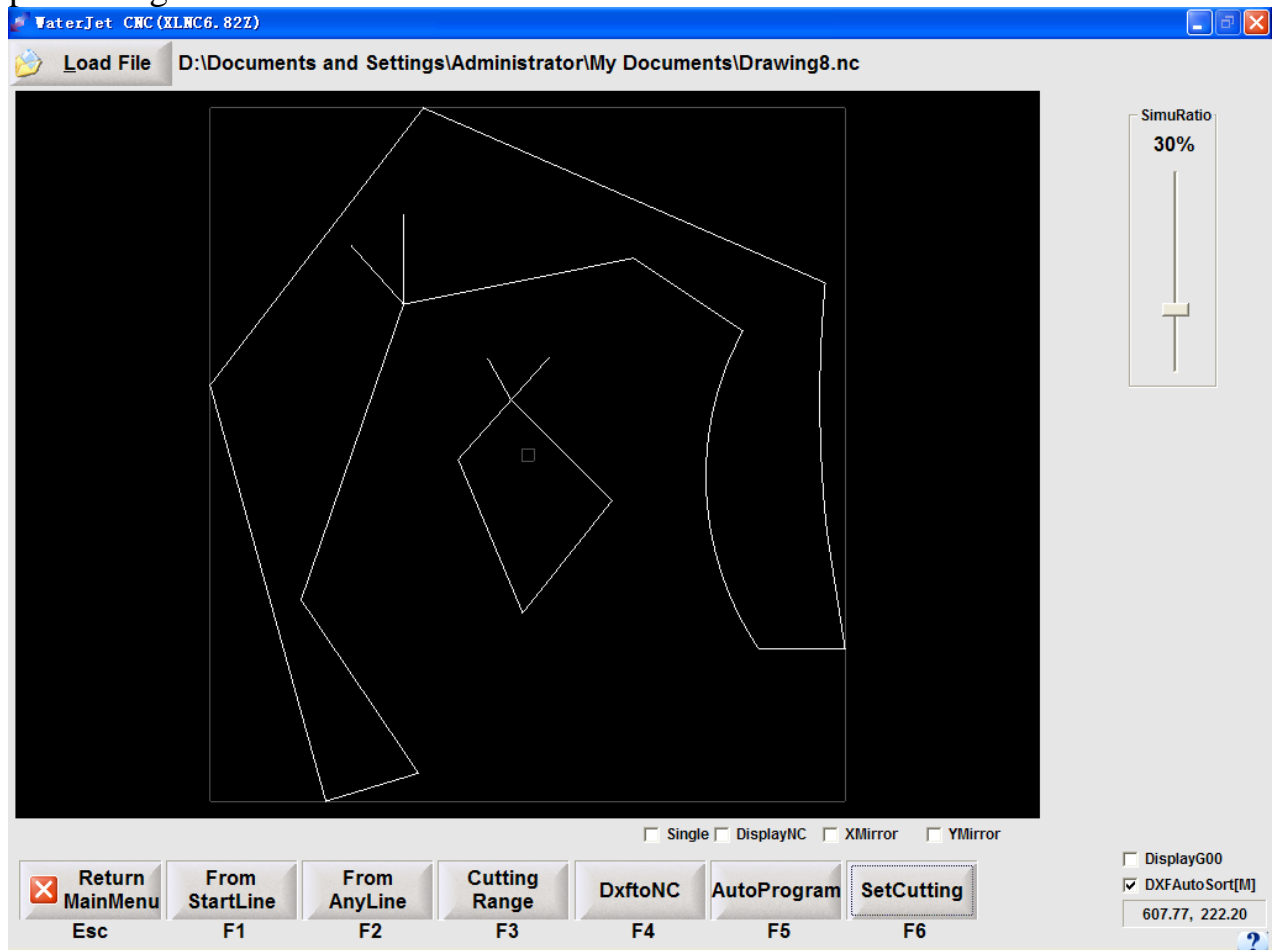 WaterJet CNC(XLNC6.82Z)
Load File D:\Documents and Settings\Administrator\My Documents\Drawing8.nc
SimuRatio
30%
Single DisplayNC XMirror YMirror
DisplayG00
DXFAutoSort[M]
607.77, 222.20
Return MainMenu
Esc
From StartLine
F1
From AnyLine
F2
Cutting Range
F3
DxftoNC
F4
AutoProgram
F5
SetCutting
F6
?